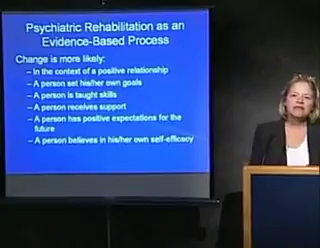 Psychiatric Rehabilitation as an
Evidence-Based Process
Change is more likely:
– In the context of a positive relationship
– A person set his/her own goals
– A person is taught skills
– A person receives support
– A person has positive expectations for the
future
– A person believes in his/her own self-efficacy